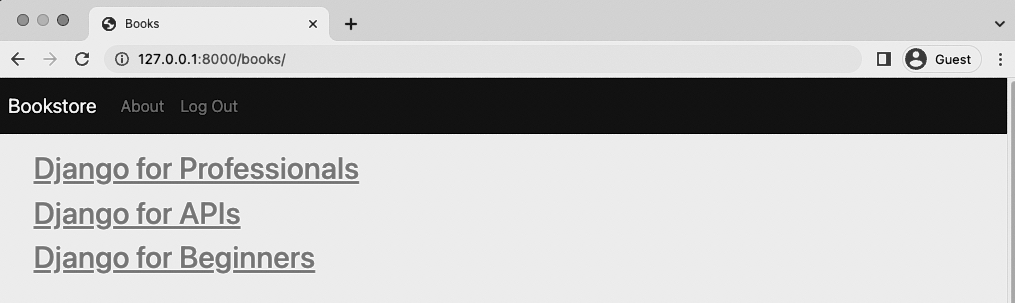 Books
127.0.0.1:8000/books/
Guest
Bookstore About Log Out
Django for Professionals
Django for APIs
Django for Beginners